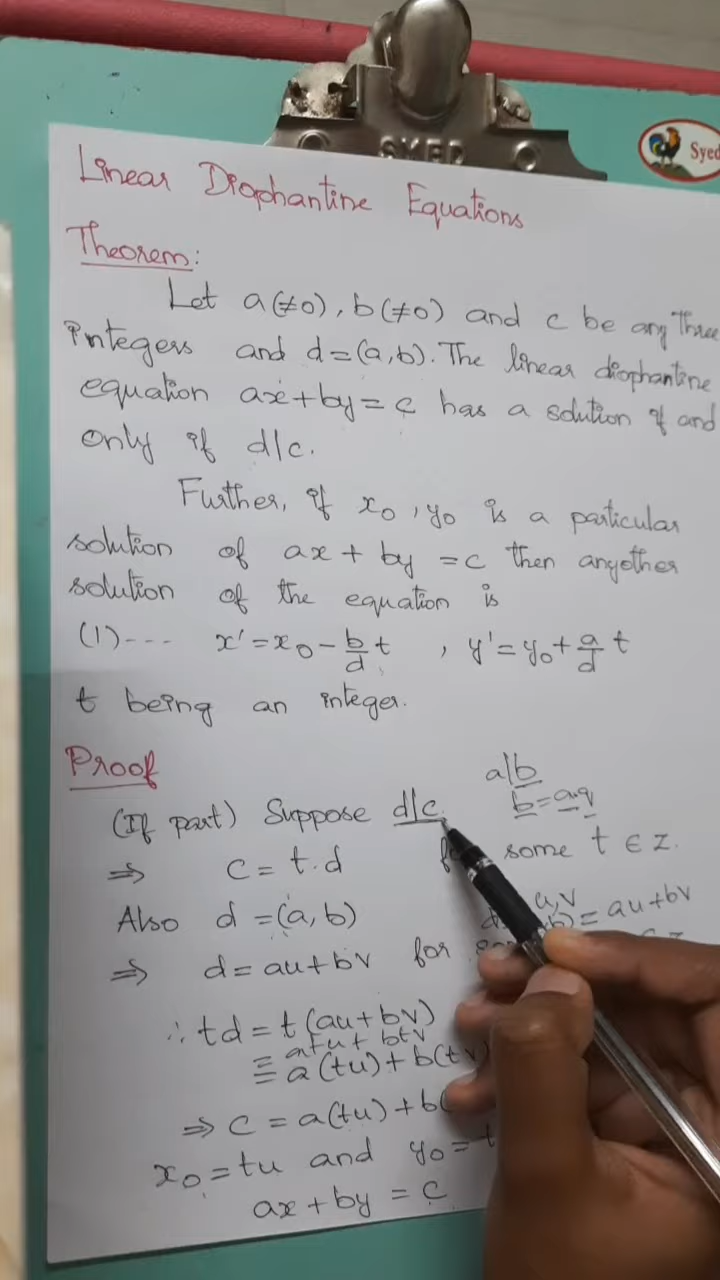 SYED
Syed
Linear Diophantine Equations
Theorem:
Let a(≠0), b(≠0) and c be any three
integers and d=(a,b). The linear diophantine
equation ax+by=c has a solution if and
only if d|c.
Further, if x₀, y₀ is a particular
solution of ax + by = c then anyother
solution of the equation is
(1)--- x'=x₀-b/d t , y'=y₀+a/d t
t being an integer.
Proof
a|b
b=a.q
(If part) Suppose d|c
⇒ c = t.d some t ∈ z.
Also d =(a,b)
u,v = au+bv
⇒ d=au+bv for
∴ td=t(au+bv)
= atu + btv
= a(tu)+b(tv
⇒ c = a(tu)+b(
x₀=tu and y₀=t
ax+by = c